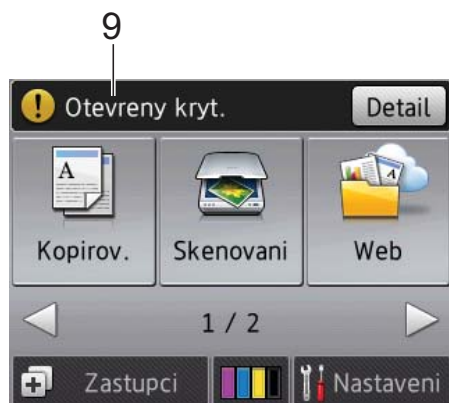 9
Otevreny kryt. Detail
Kopirov. Skenovani Web
1 / 2
Zastupci Nastaveni